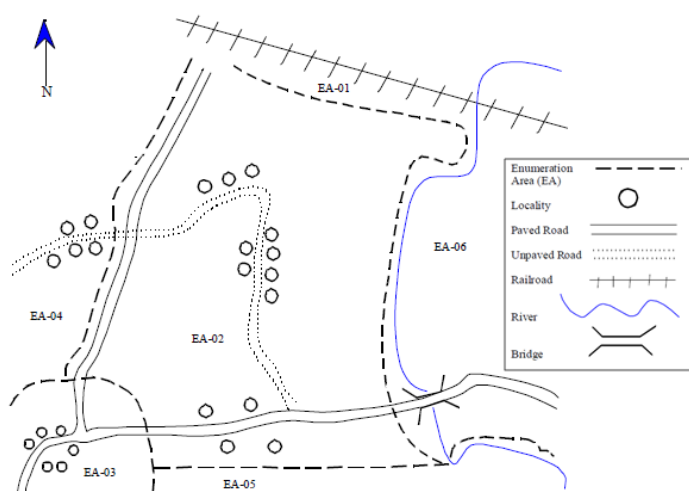 N
EA-01
EA-06
EA-04
EA-02
EA-03
EA-05
Enumeration
Area (EA)
Locality
Paved Road
Unpaved Road
Railroad
River
Bridge